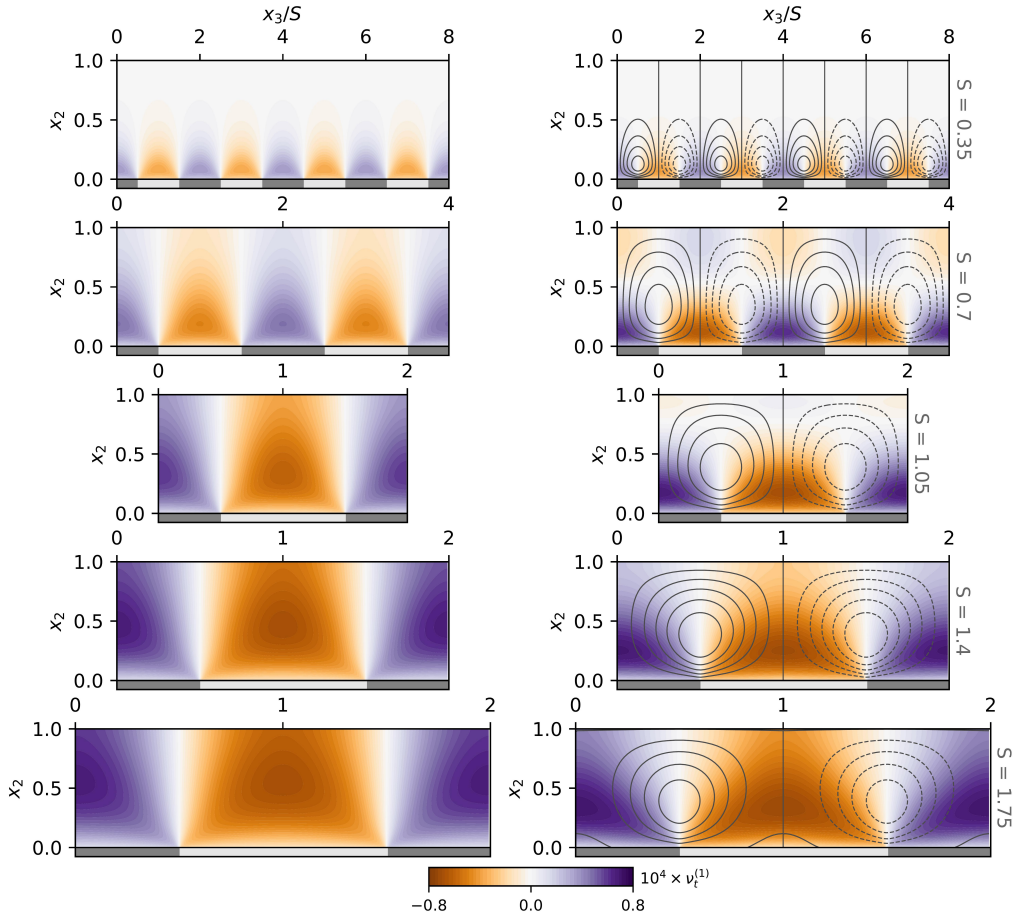 x₃/S x₃/S
0 2 4 6 8 0 2 4 6 8
1.0 1.0
x₂ 0.5 x₂ 0.5 S = 0.35
0.0 0.0
0 2 4 0 2 4
1.0 1.0
x₂ 0.5 x₂ 0.5 S = 0.7
0.0 0.0
0 1 2 0 1 2
1.0 1.0
x₂ 0.5 x₂ 0.5 S = 1.05
0.0 0.0
0 1 2 0 1 2
1.0 1.0
x₂ 0.5 x₂ 0.5 S = 1.4
0.0 0.0
0 1 2 0 1 2
1.0 1.0
x₂ 0.5 x₂ 0.5 S = 1.75
0.0 0.0
10⁴ × ν_t^(1)
−0.8 0.0 0.8